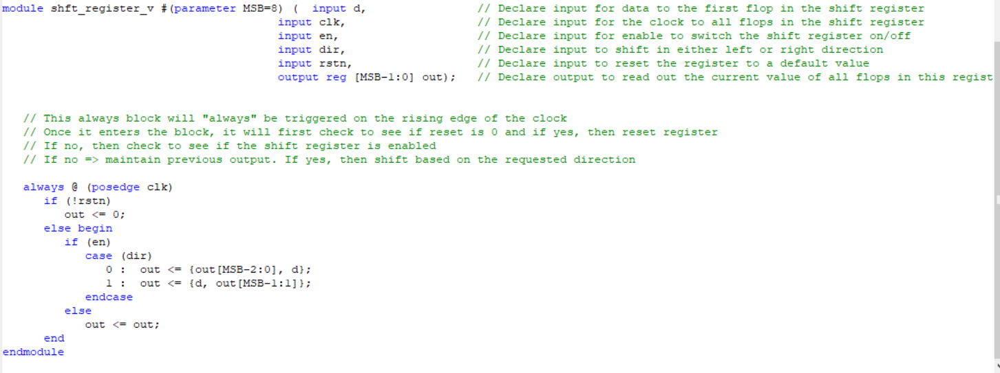 module shft_register_v #(parameter MSB=8) (  input d,                // Declare input for data to the first flop in the shift register
                                        input clk,              // Declare input for the clock to all flops in the shift register
                                        input en,               // Declare input for enable to switch the shift register on/off
                                        input dir,              // Declare input to shift in either left or right direction
                                        input rstn,             // Declare input to reset the register to a default value
                                        output reg [MSB-1:0] out);   // Declare output to read out the current value of all flops in this regist
   // This always block will "always" be triggered on the rising edge of the clock
   // Once it enters the block, it will first check to see if reset is 0 and if yes, then reset register
   // If no, then check to see if the shift register is enabled
   // If no => maintain previous output. If yes, then shift based on the requested direction
   always @ (posedge clk)
      if (!rstn)
         out <= 0;
      else begin
         if (en)
            case (dir)
               0 :  out <= {out[MSB-2:0], d};
               1 :  out <= {d, out[MSB-1:1]};
            endcase
         else
            out <= out;
      end
endmodule